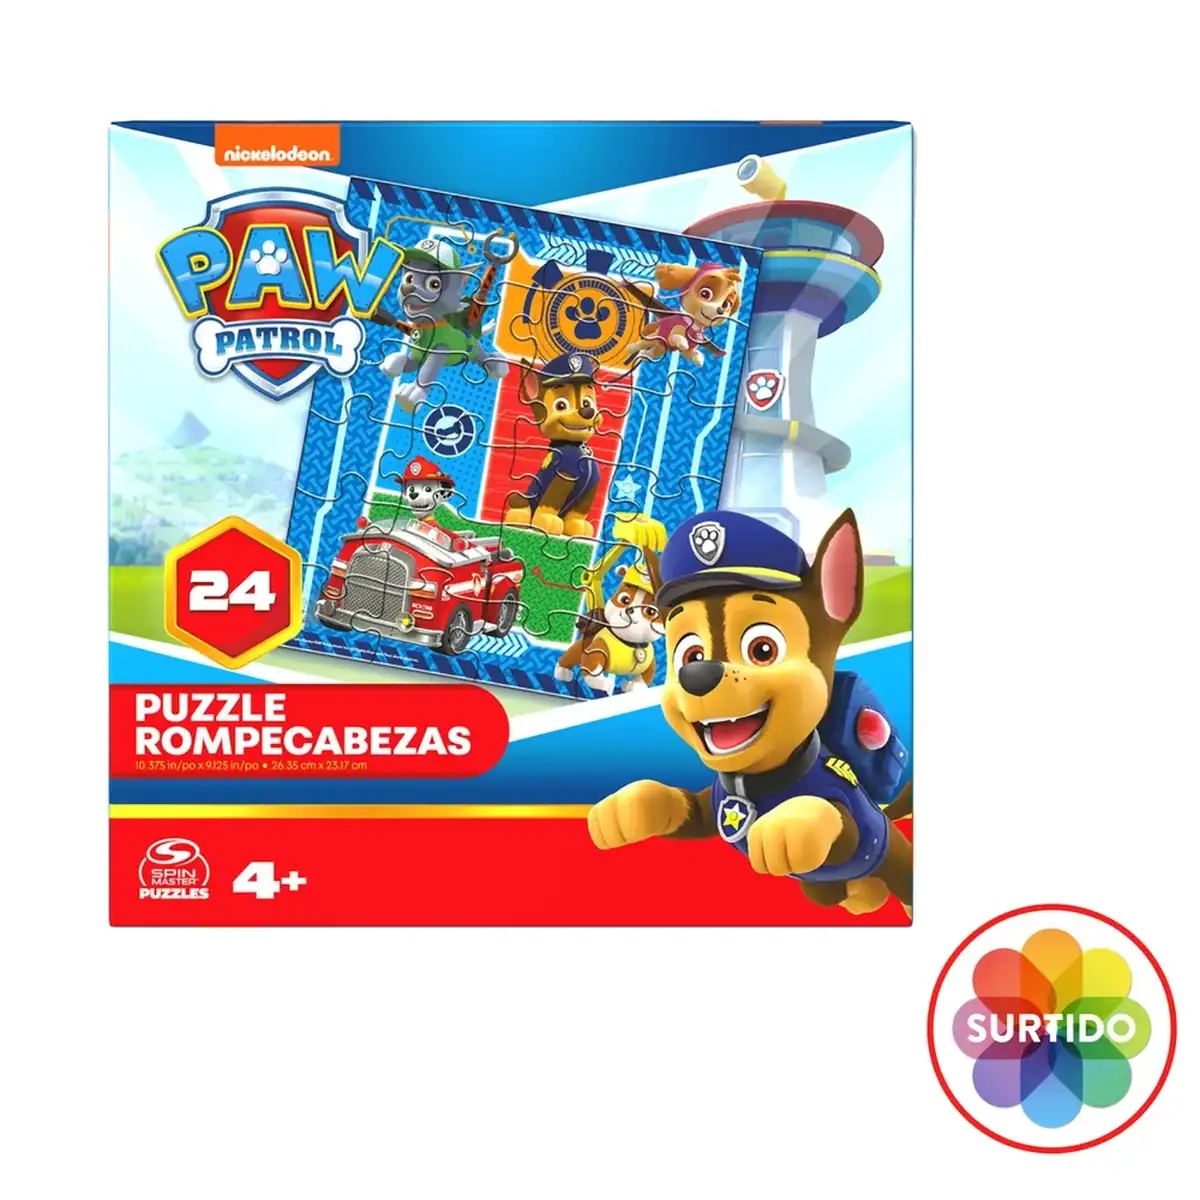 nickelodeon
PAW
PATROL
24
PUZZLE
ROMPECABEZAS
10.375 in/po x 9.125 in/po • 26.35 cm x 23.17 cm
SPIN
MASTER
PUZZLES
4+
SURTIDO